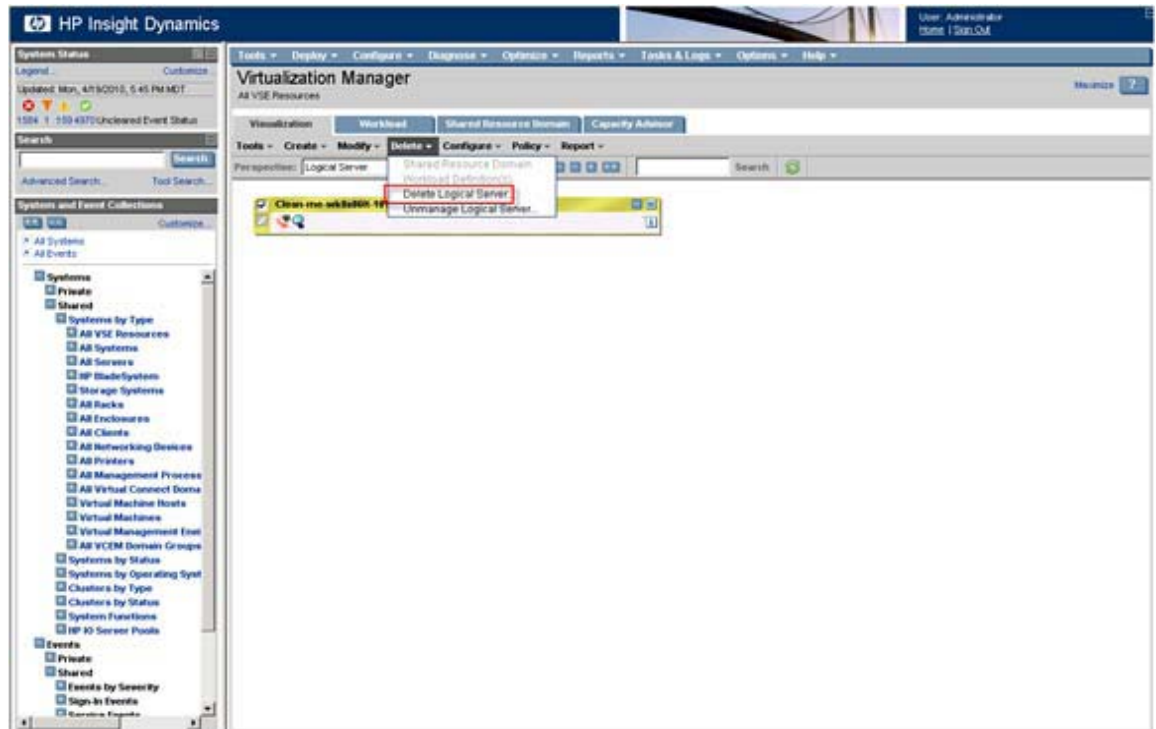 HP Insight Dynamics
User: Administrator
Home | Sign Out
System Status
Legend... Customize...
Updated: Mon, 4/19/2010, 5:45 PM MDT
Uncleared Event Status
Search
Search
Advanced Search... Tool Search...
System and Event Collections
Customize...
All Systems
All Events
Systems
Private
Shared
Systems by Type
All VSE Resources
All Systems
All Servers
HP BladeSystem
Storage Systems
All Racks
All Enclosures
All Clients
All Networking Devices
All Printers
All Management Process
All Virtual Connect Doma
Virtual Machine Hosts
Virtual Machines
Virtual Management Envi
All VCEM Domain Groups
Systems by Status
Systems by Operating Syst
Clusters by Type
Clusters by Status
System Functions
HP IO Server Pools
Events
Private
Shared
Events by Severity
Sign-In Events
Service Events
Tools Deploy Configure Diagnose Optimize Reports Tasks & Logs Options Help
Virtualization Manager
All VSE Resources
Maximize ?
Visualization Workload Shared Resource Domain Capacity Advisor
Tools Create Modify Delete Configure Policy Report
Perspective: Logical Server Search
Shared Resource Domain
Workload Definition(s)
Delete Logical Server
Unmanage Logical Server...